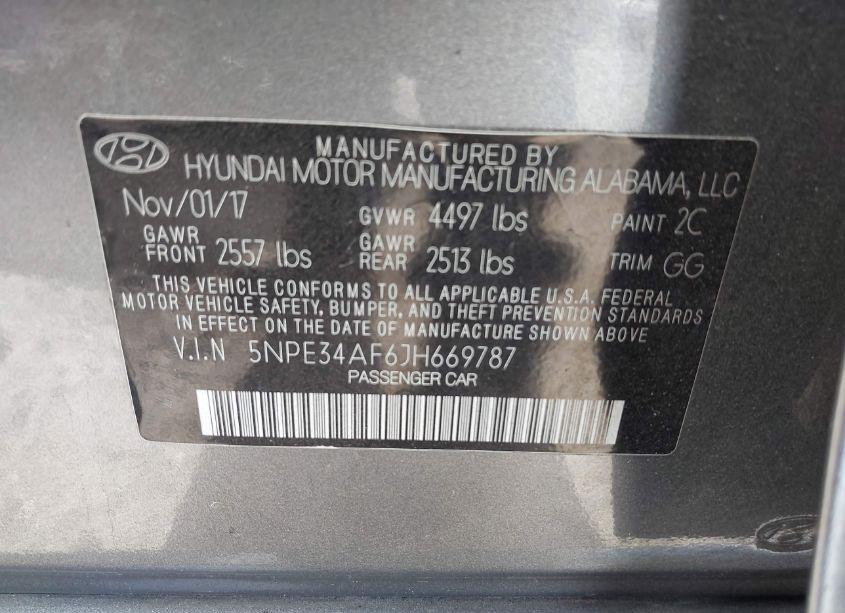 MANUFACTURED BY
HYUNDAI MOTOR MANUFACTURING ALABAMA, LLC
Nov/01/17 GVWR 4497 lbs PAINT 2C
GAWR FRONT 2557 lbs GAWR REAR 2513 lbs TRIM GG
THIS VEHICLE CONFORMS TO ALL APPLICABLE U.S.A. FEDERAL
MOTOR VEHICLE SAFETY, BUMPER, AND THEFT PREVENTION STANDARDS
IN EFFECT ON THE DATE OF MANUFACTURE SHOWN ABOVE
V.I.N 5NPE34AF6JH669787
PASSENGER CAR